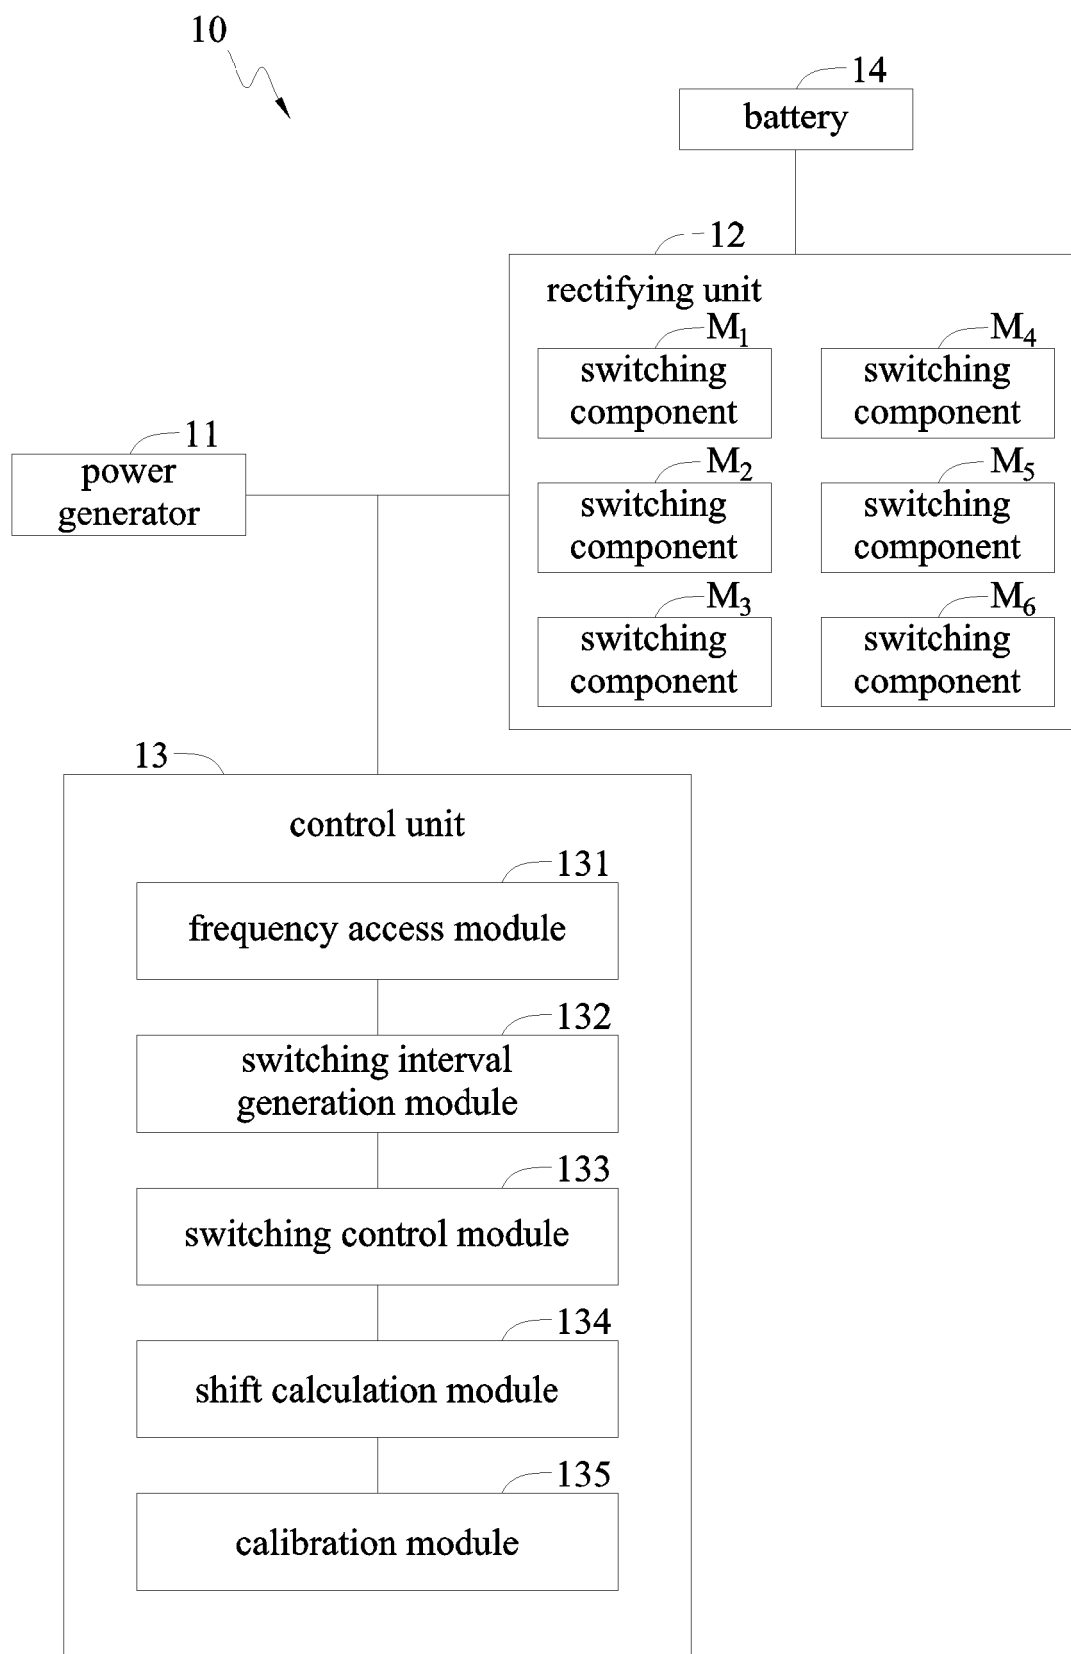 10
14
battery
12
rectifying unit
M1
M4
switching
component
switching
component
11
power
generator
M2
M5
switching
component
switching
component
M3
M6
switching
component
switching
component
13
control unit
131
frequency access module
132
switching interval
generation module
133
switching control module
134
shift calculation module
135
calibration module